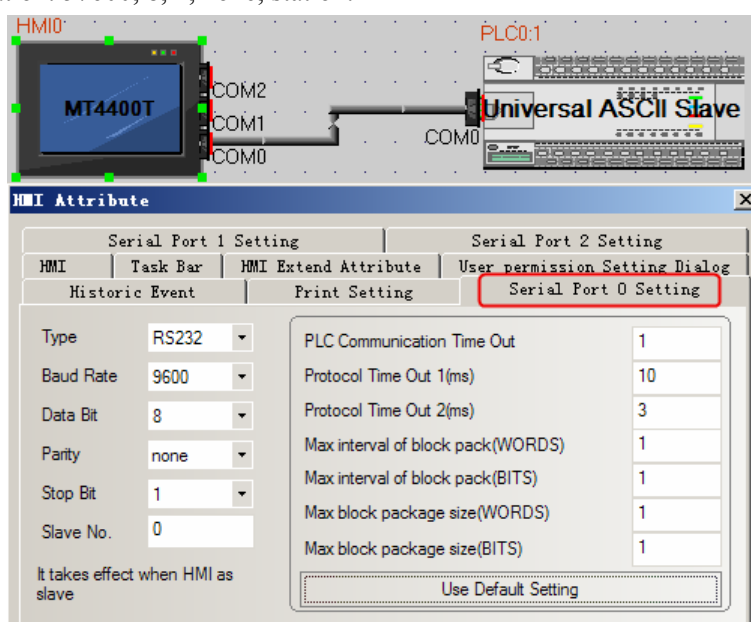 HMI0
PLC0:1
MT4400T
COM2
COM1
COM0
COM0
Universal ASCII Slave
HMI Attribute
Serial Port 1 Setting
Serial Port 2 Setting
HMI
Task Bar
HMI Extend Attribute
User permission Setting Dialog
Historic Event
Print Setting
Serial Port 0 Setting
Type RS232
Baud Rate 9600
Data Bit 8
Parity none
Stop Bit 1
Slave No. 0
It takes effect when HMI as
slave
PLC Communication Time Out 1
Protocol Time Out 1(ms) 10
Protocol Time Out 2(ms) 3
Max interval of block pack(WORDS) 1
Max interval of block pack(BITS) 1
Max block package size(WORDS) 1
Max block package size(BITS) 1
Use Default Setting